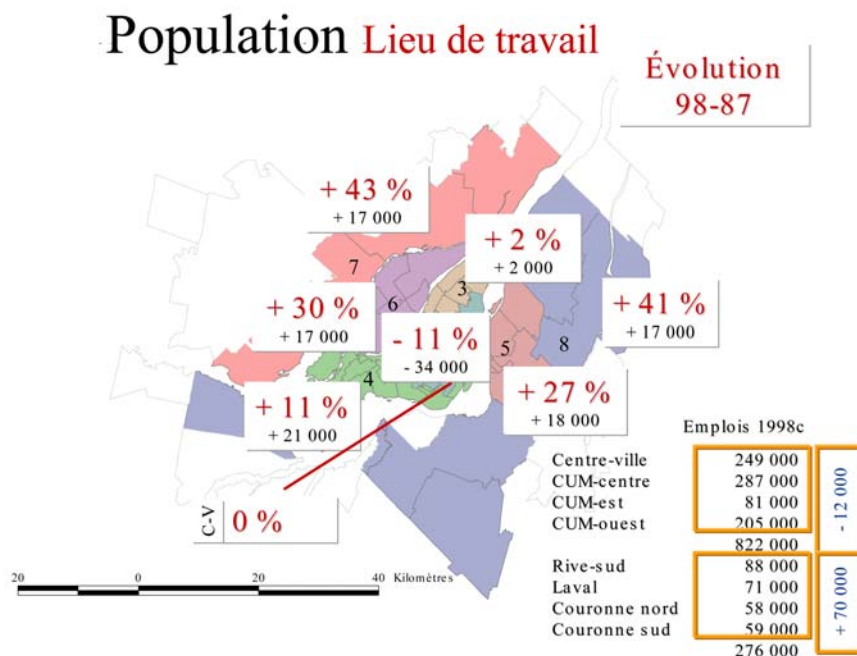 Population Lieu de travail
Évolution
98-87
+ 43 %
+ 17 000
+ 2 %
+ 2 000
7
3
+ 30 %
+ 17 000
6
+ 41 %
+ 17 000
- 11 %
- 34 000
5
8
4
+ 11 %
+ 21 000
+ 27 %
+ 18 000
C-V
0 %
20 0 20 40 Kilomètres
Emplois 1998c
Centre-ville 249 000
CUM-centre 287 000
CUM-est 81 000
CUM-ouest 205 000
822 000
- 12 000
Rive-sud 88 000
Laval 71 000
Couronne nord 58 000
Couronne sud 59 000
276 000
+ 70 000